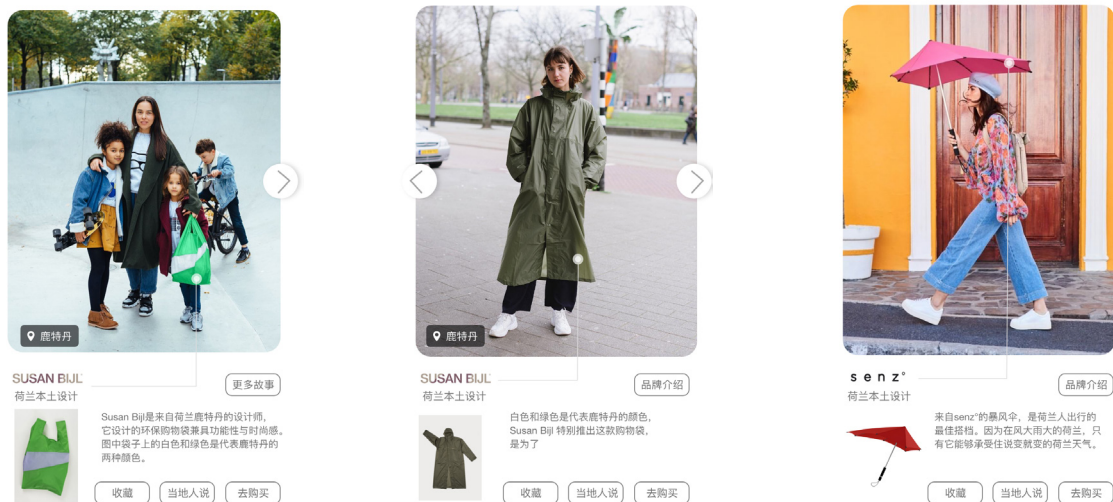 鹿特丹
SUSAN BIJL
荷兰本土设计
更多故事
Susan Bijl是来自荷兰鹿特丹的设计师，
它设计的环保购物袋兼具功能性与时尚感。
图中袋子上的白色和绿色是代表鹿特丹的
两种颜色。
收藏
当地人说
去购买
鹿特丹
SUSAN BIJL
荷兰本土设计
品牌介绍
白色和绿色是代表鹿特丹的颜色，
Susan Bijl 特别推出这款购物袋，
是为了
收藏
当地人说
去购买
senz°
荷兰本土设计
品牌介绍
来自senz°的暴风伞，是荷兰人出行的
最佳搭档。因为在风大雨大的荷兰，只
有它能够承受住说变就变的荷兰天气。
收藏
当地人说
去购买